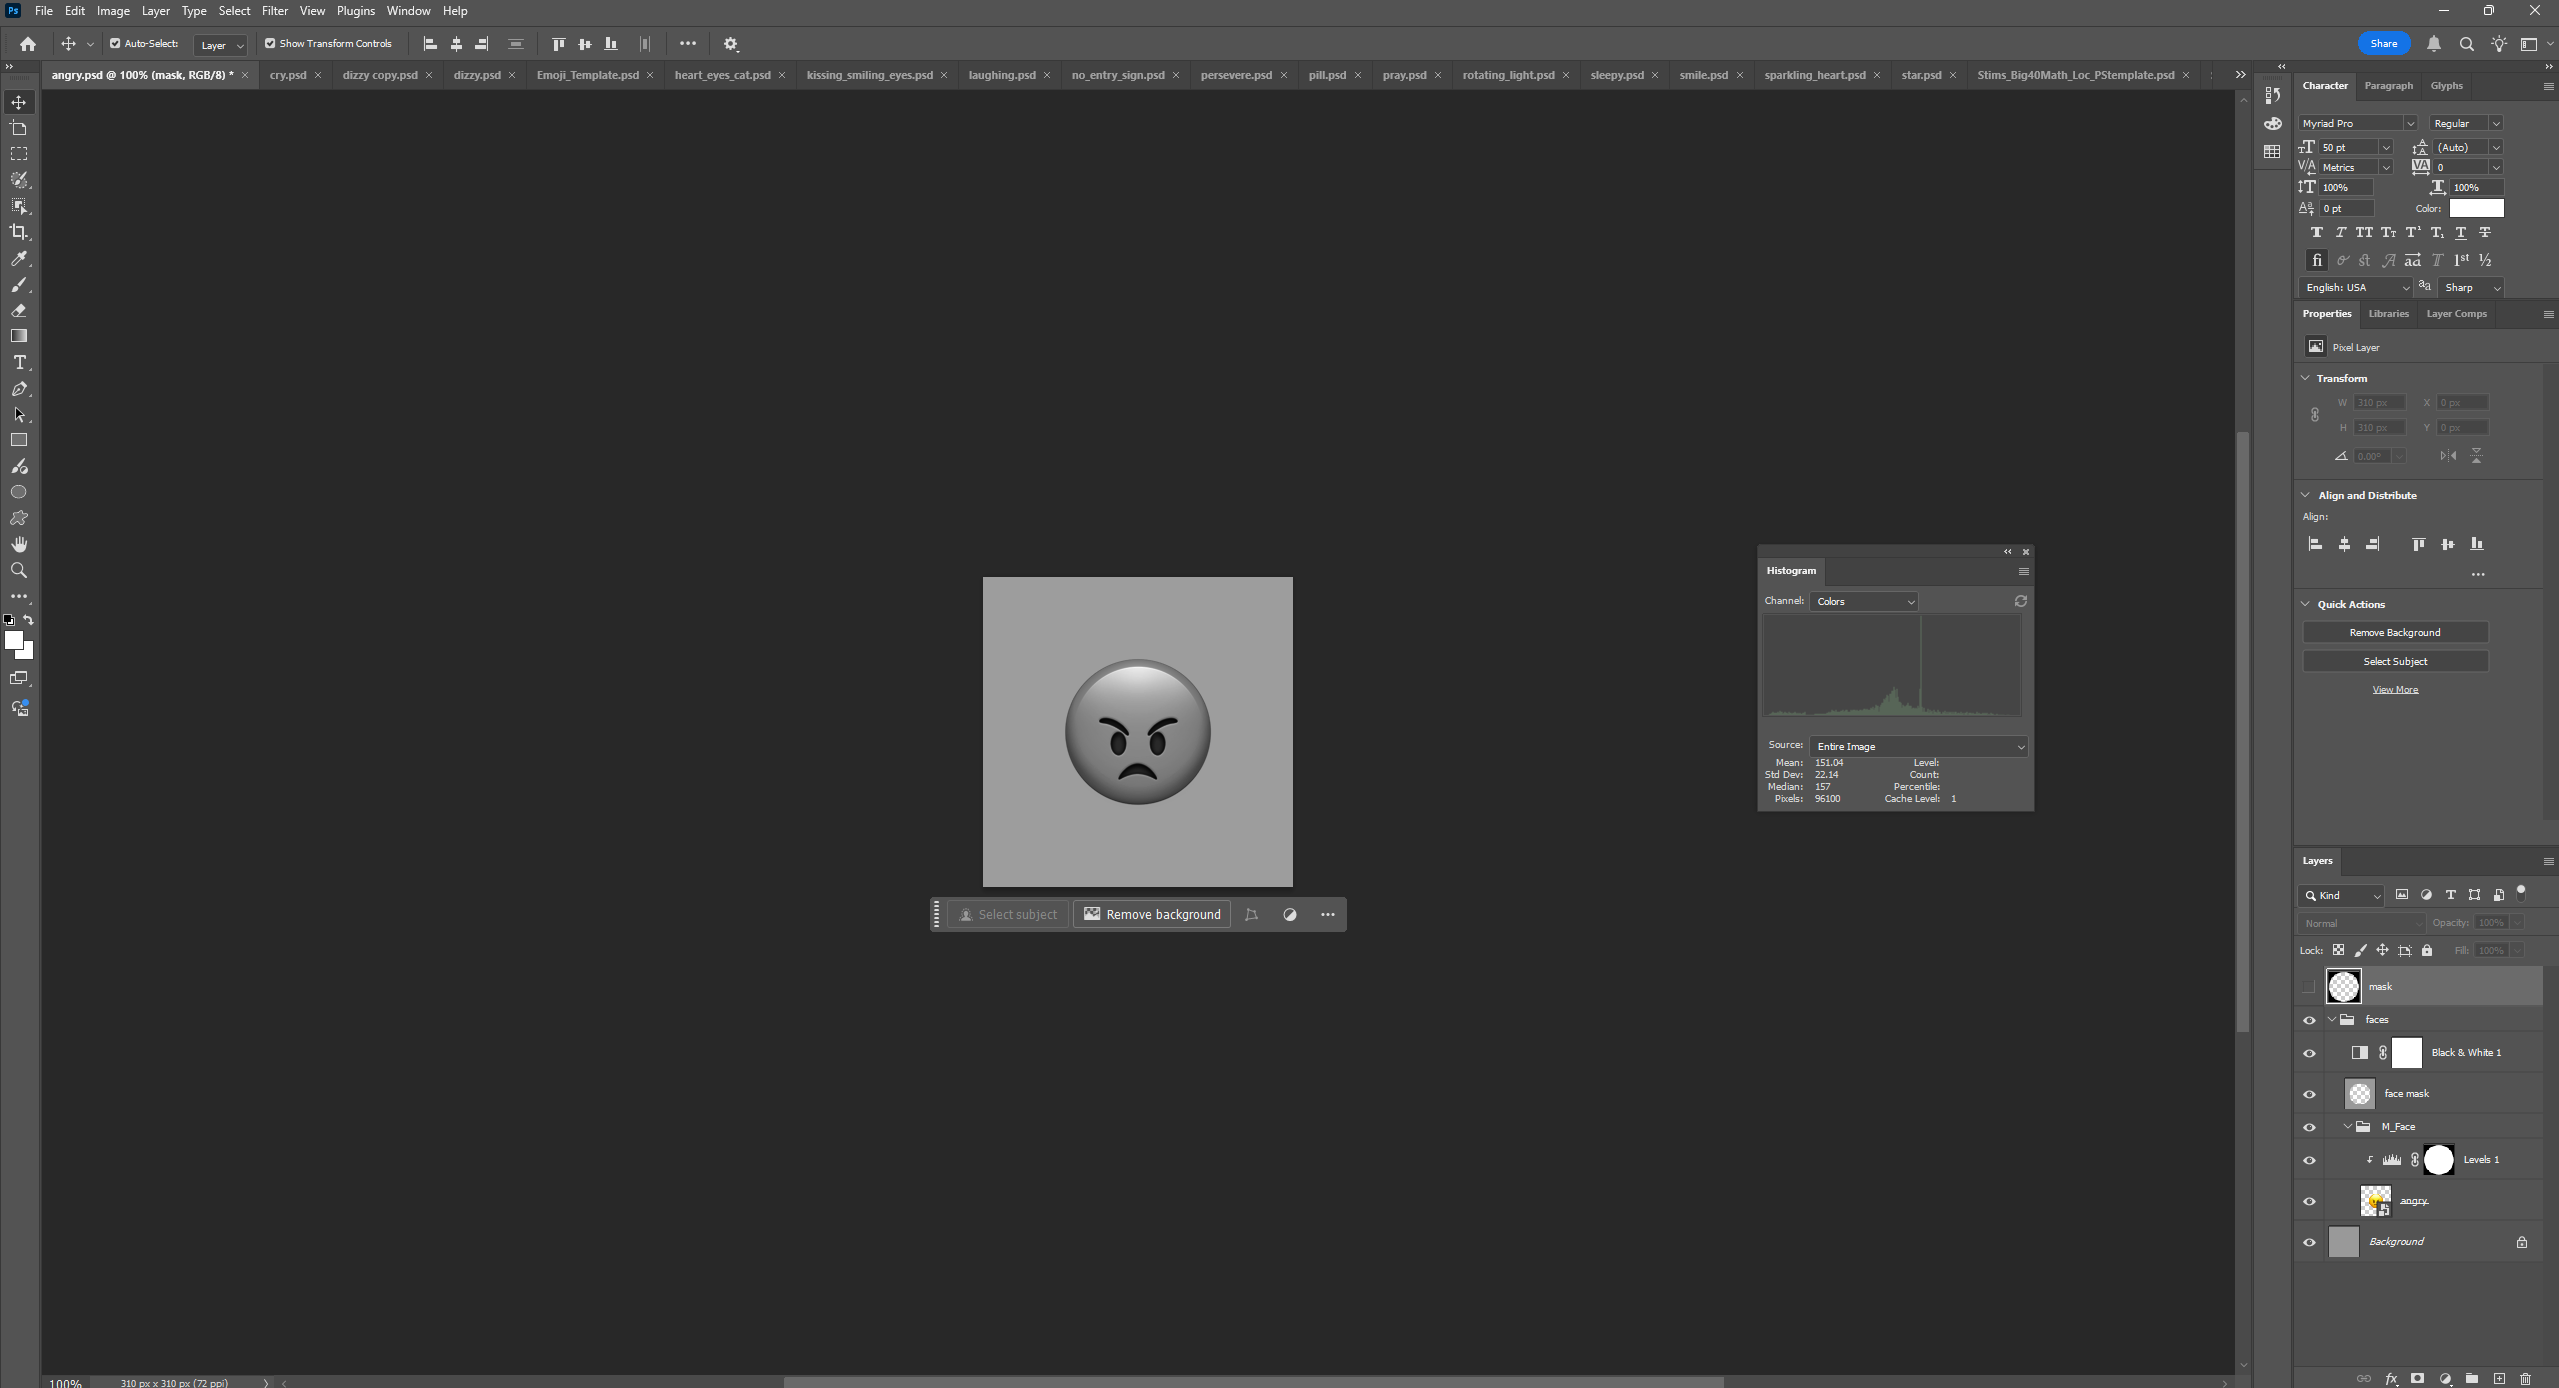 Ps File Edit Image Layer Type Select Filter View Plugins Window Help
Auto-Select: Layer Show Transform Controls Share
angry.psd @ 100% (mask, RGB/8) * cry.psd dizzy copy.psd dizzy.psd Emoji_Template.psd heart_eyes_cat.psd kissing_smiling_eyes.psd laughing.psd no_entry_sign.psd persevere.psd pill.psd pray.psd rotating_light.psd sleepy.psd smile.psd sparkling_heart.psd star.psd Stims_Big40Math_Loc_PStemplate.psd
Character Paragraph Glyphs
Myriad Pro Regular
50 pt (Auto)
Metrics 0
100% 100%
0 pt Color:
English: USA Sharp
Properties Libraries Layer Comps
Pixel Layer
Transform
W 310 px X 0 px
H 310 px Y 0 px
0.00°
Align and Distribute
Align:
Quick Actions
Remove Background
Select Subject
View More
Histogram
Channel: Colors
Source: Entire Image
Mean: 151.04 Level:
Std Dev: 22.14 Count:
Median: 157 Percentile:
Pixels: 96100 Cache Level: 1
Select subject Remove background
Layers
Kind
Normal Opacity: 100%
Lock: Fill: 100%
mask
faces
Black & White 1
face mask
M_Face
Levels 1
angry
Background
100% 310 px x 310 px (72 ppi)